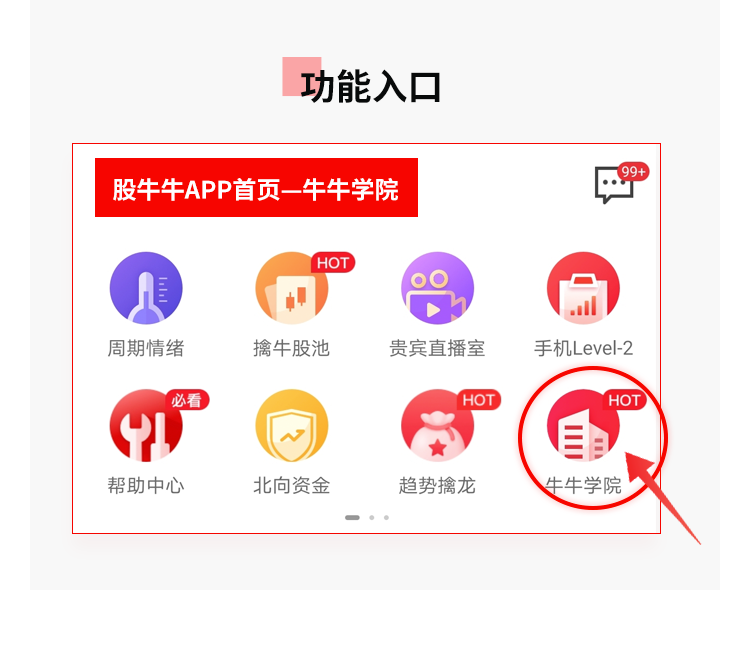 功能入口
股牛牛APP首页—牛牛学院
99+
HOT
周期情绪
擒牛股池
贵宾直播室
手机Level-2
必看
HOT
HOT
帮助中心
北向资金
趋势擒龙
牛牛学院